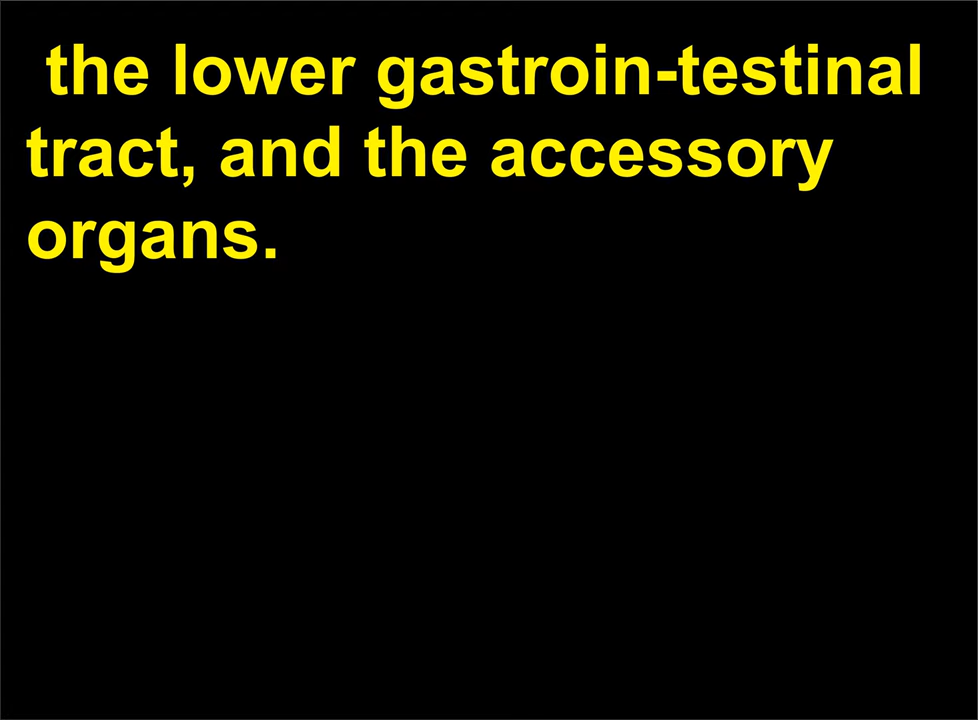 the lower gastroin-testinal
tract, and the accessory
organs.